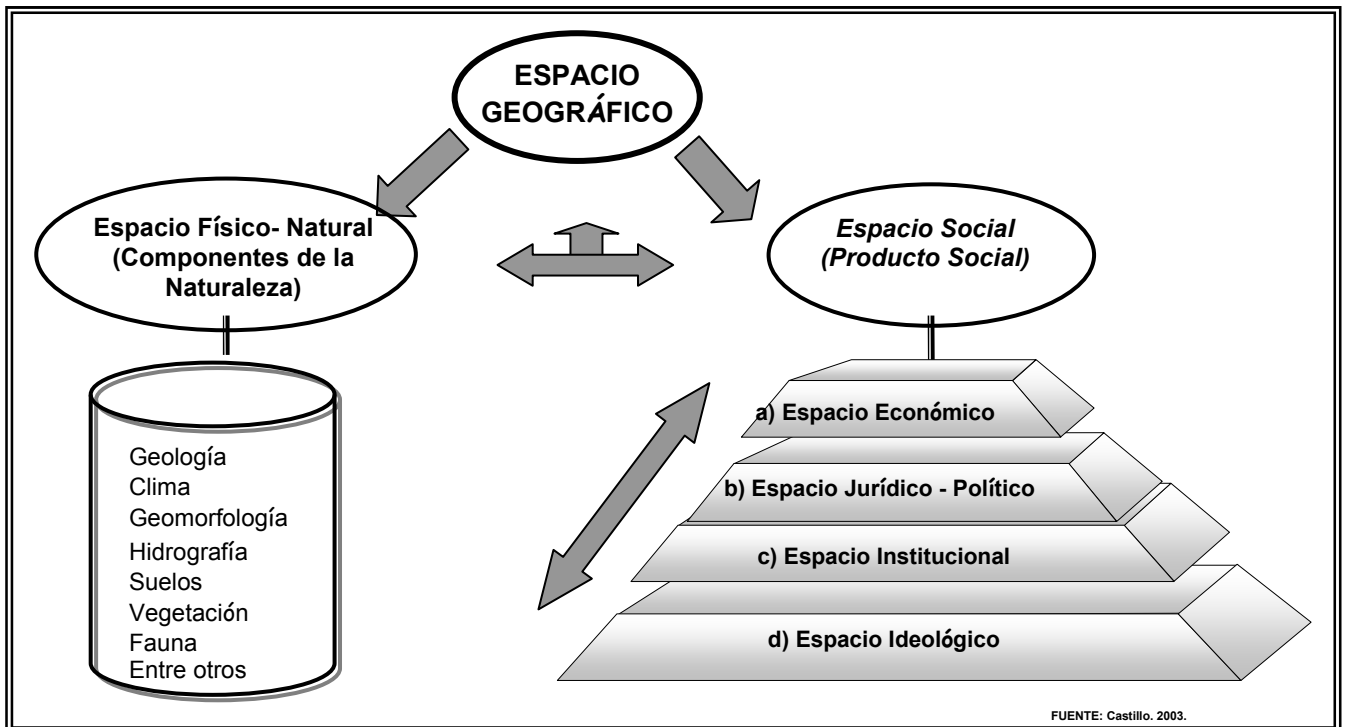 ESPACIO
GEOGRÁFICO
Espacio Físico- Natural
(Componentes de la
Naturaleza)
Espacio Social
(Producto Social)
Geología
Clima
Geomorfología
Hidrografía
Suelos
Vegetación
Fauna
Entre otros
a) Espacio Económico
b) Espacio Jurídico - Político
c) Espacio Institucional
d) Espacio Ideológico
FUENTE: Castillo. 2003.